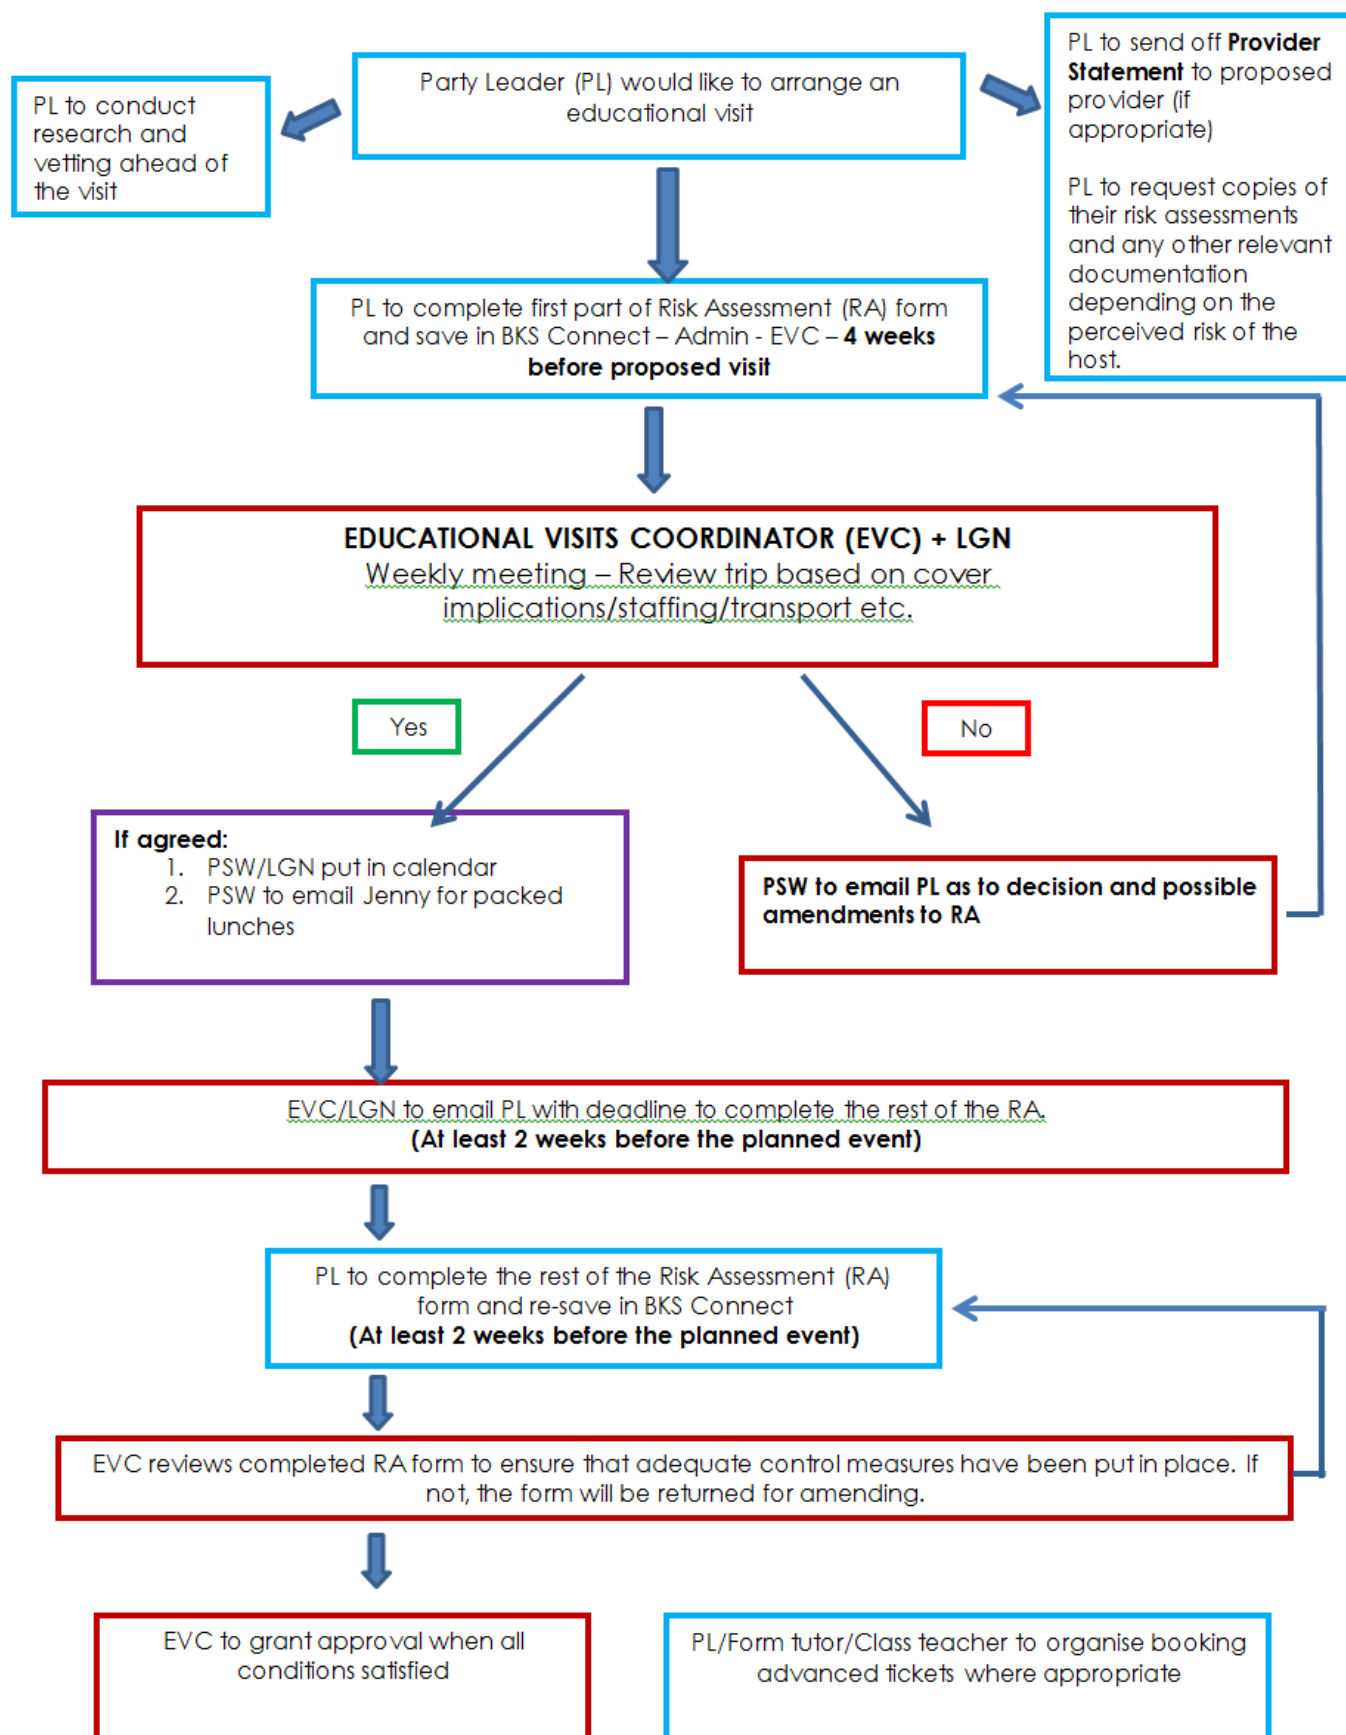 Party Leader (PL) would like to arrange an
educational visit
PL to conduct
research and
vetting ahead of
the visit
PL to send off Provider
Statement to proposed
provider (if
appropriate)
PL to request copies of
their risk assessments
and any other relevant
documentation
depending on the
perceived risk of the
host.
PL to complete first part of Risk Assessment (RA) form
and save in BKS Connect – Admin - EVC – 4 weeks
before proposed visit
EDUCATIONAL VISITS COORDINATOR (EVC) + LGN
Weekly meeting – Review trip based on cover
implications/staffing/transport etc.
Yes
No
If agreed:
1. PSW/LGN put in calendar
2. PSW to email Jenny for packed
lunches
PSW to email PL as to decision and possible
amendments to RA
EVC/LGN to email PL with deadline to complete the rest of the RA.
(At least 2 weeks before the planned event)
PL to complete the rest of the Risk Assessment (RA)
form and re-save in BKS Connect
(At least 2 weeks before the planned event)
EVC reviews completed RA form to ensure that adequate control measures have been put in place. If
not, the form will be returned for amending.
EVC to grant approval when all
conditions satisfied
PL/Form tutor/Class teacher to organise booking
advanced tickets where appropriate